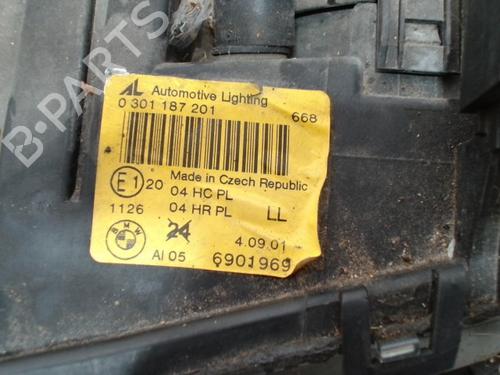 B-PARTS
AL Automotive Lighting
0 301 187 201 668
Made in Czech Republic
E1 20 04 HC PL
1126 04 HR PL LL
BMW 24 4.09.01
AI 05 6901969